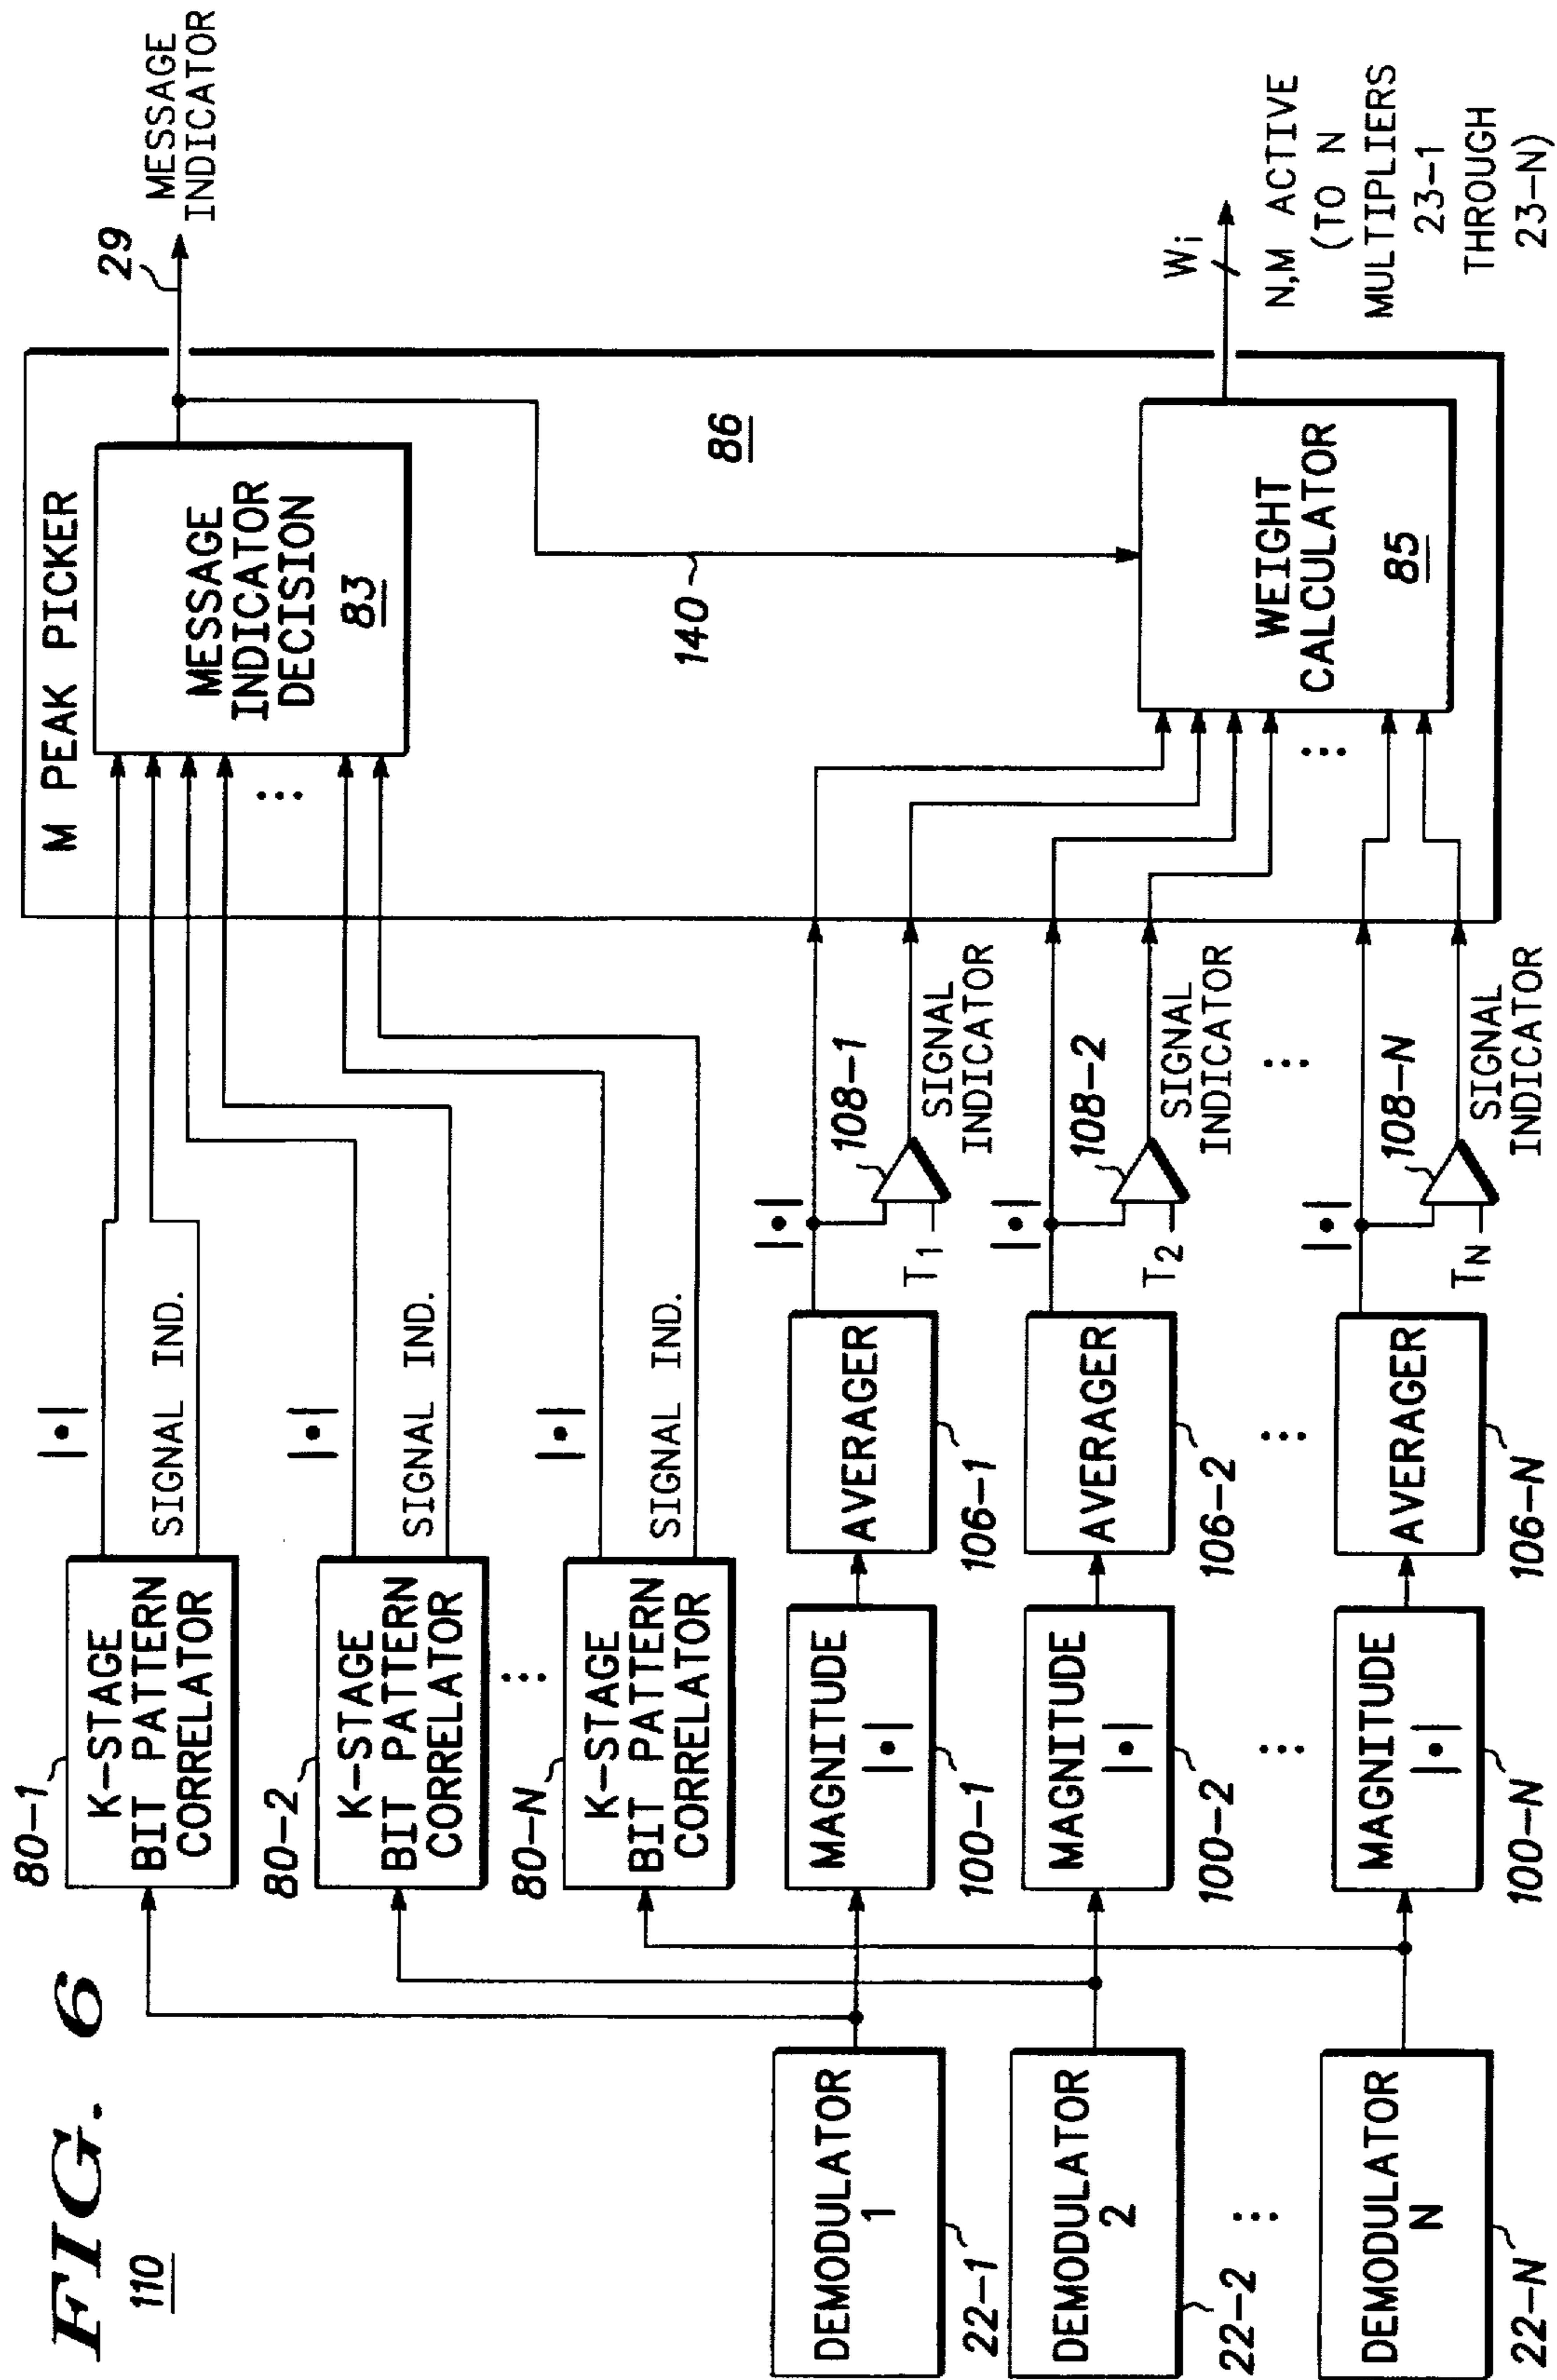 FIG. 6
110
DEMODULATOR
1
22-1
DEMODULATOR
2
22-2
DEMODULATOR
N
22-N
80-1
K-STAGE
BIT PATTERN
CORRELATOR
80-2
K-STAGE
BIT PATTERN
CORRELATOR
80-N
K-STAGE
BIT PATTERN
CORRELATOR
|•|
SIGNAL IND.
|•|
SIGNAL IND.
|•|
SIGNAL IND.
MAGNITUDE
|•|
100-1
MAGNITUDE
|•|
100-2
MAGNITUDE
|•|
100-N
AVERAGER
106-1
AVERAGER
106-2
AVERAGER
106-N
|•|
T1
108-1
SIGNAL
INDICATOR
|•|
T2
108-2
SIGNAL
INDICATOR
|•|
TN
108-N
SIGNAL
INDICATOR
M PEAK PICKER
MESSAGE
INDICATOR
DECISION
83
140
86
WEIGHT
CALCULATOR
85
29
MESSAGE
INDICATOR
Wi
N,M ACTIVE
(TO N
MULTIPLIERS
23-1
THROUGH
23-N)